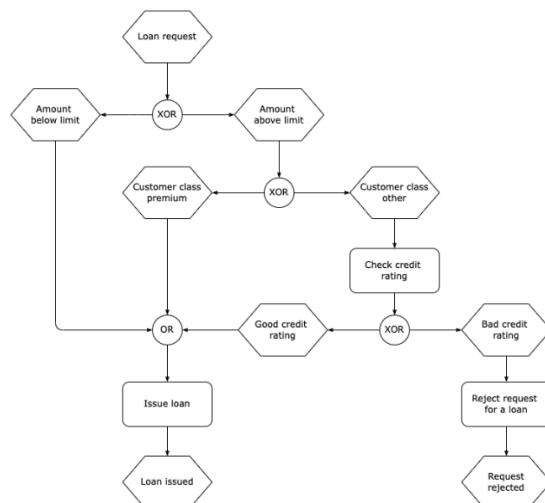 Loan request
Amount
below limit
XOR
Amount
above limit
Customer class
premium
XOR
Customer class
other
Check credit
rating
OR
Good credit
rating
XOR
Bad credit
rating
Issue loan
Reject request
for a loan
Loan issued
Request
rejected